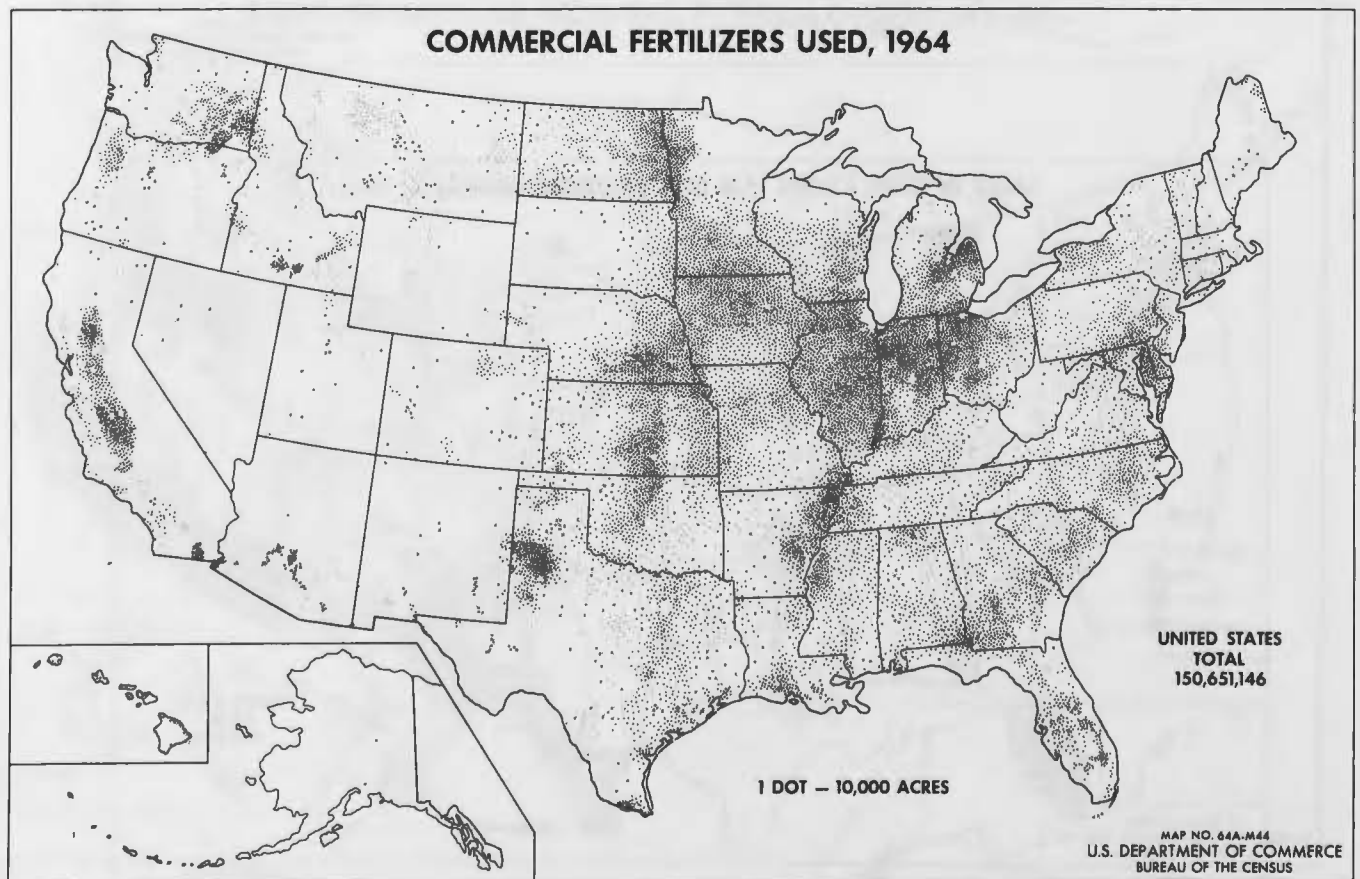 COMMERCIAL FERTILIZERS USED, 1964
UNITED STATES
TOTAL
150,651,146
1 DOT — 10,000 ACRES
MAP NO. 64A-M44
U.S. DEPARTMENT OF COMMERCE
BUREAU OF THE CENSUS